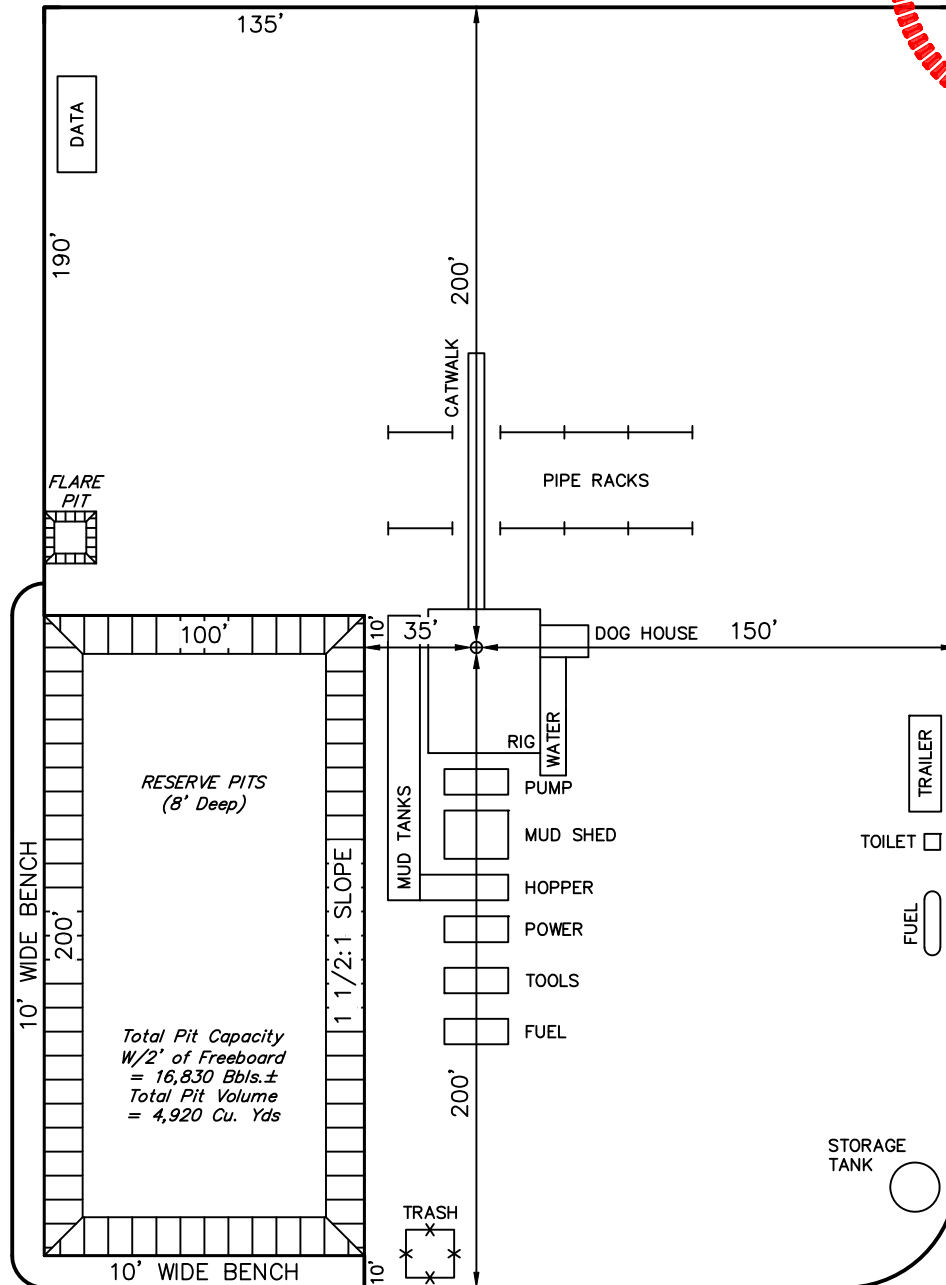 135'
DATA
190'
200'
CATWALK
PIPE RACKS
FLARE
PIT
100'
10'
35'
DOG HOUSE
150'
RIG
WATER
TRAILER
RESERVE PITS
(8' Deep)
PUMP
MUD TANKS
MUD SHED
TOILET
HOPPER
10' WIDE BENCH
200'
1 1/2:1 SLOPE
POWER
FUEL
TOOLS
FUEL
Total Pit Capacity
W/2' of Freeboard
= 16,830 Bbls.±
Total Pit Volume
= 4,920 Cu. Yds
200'
STORAGE
TANK
TRASH
10' WIDE BENCH
10'